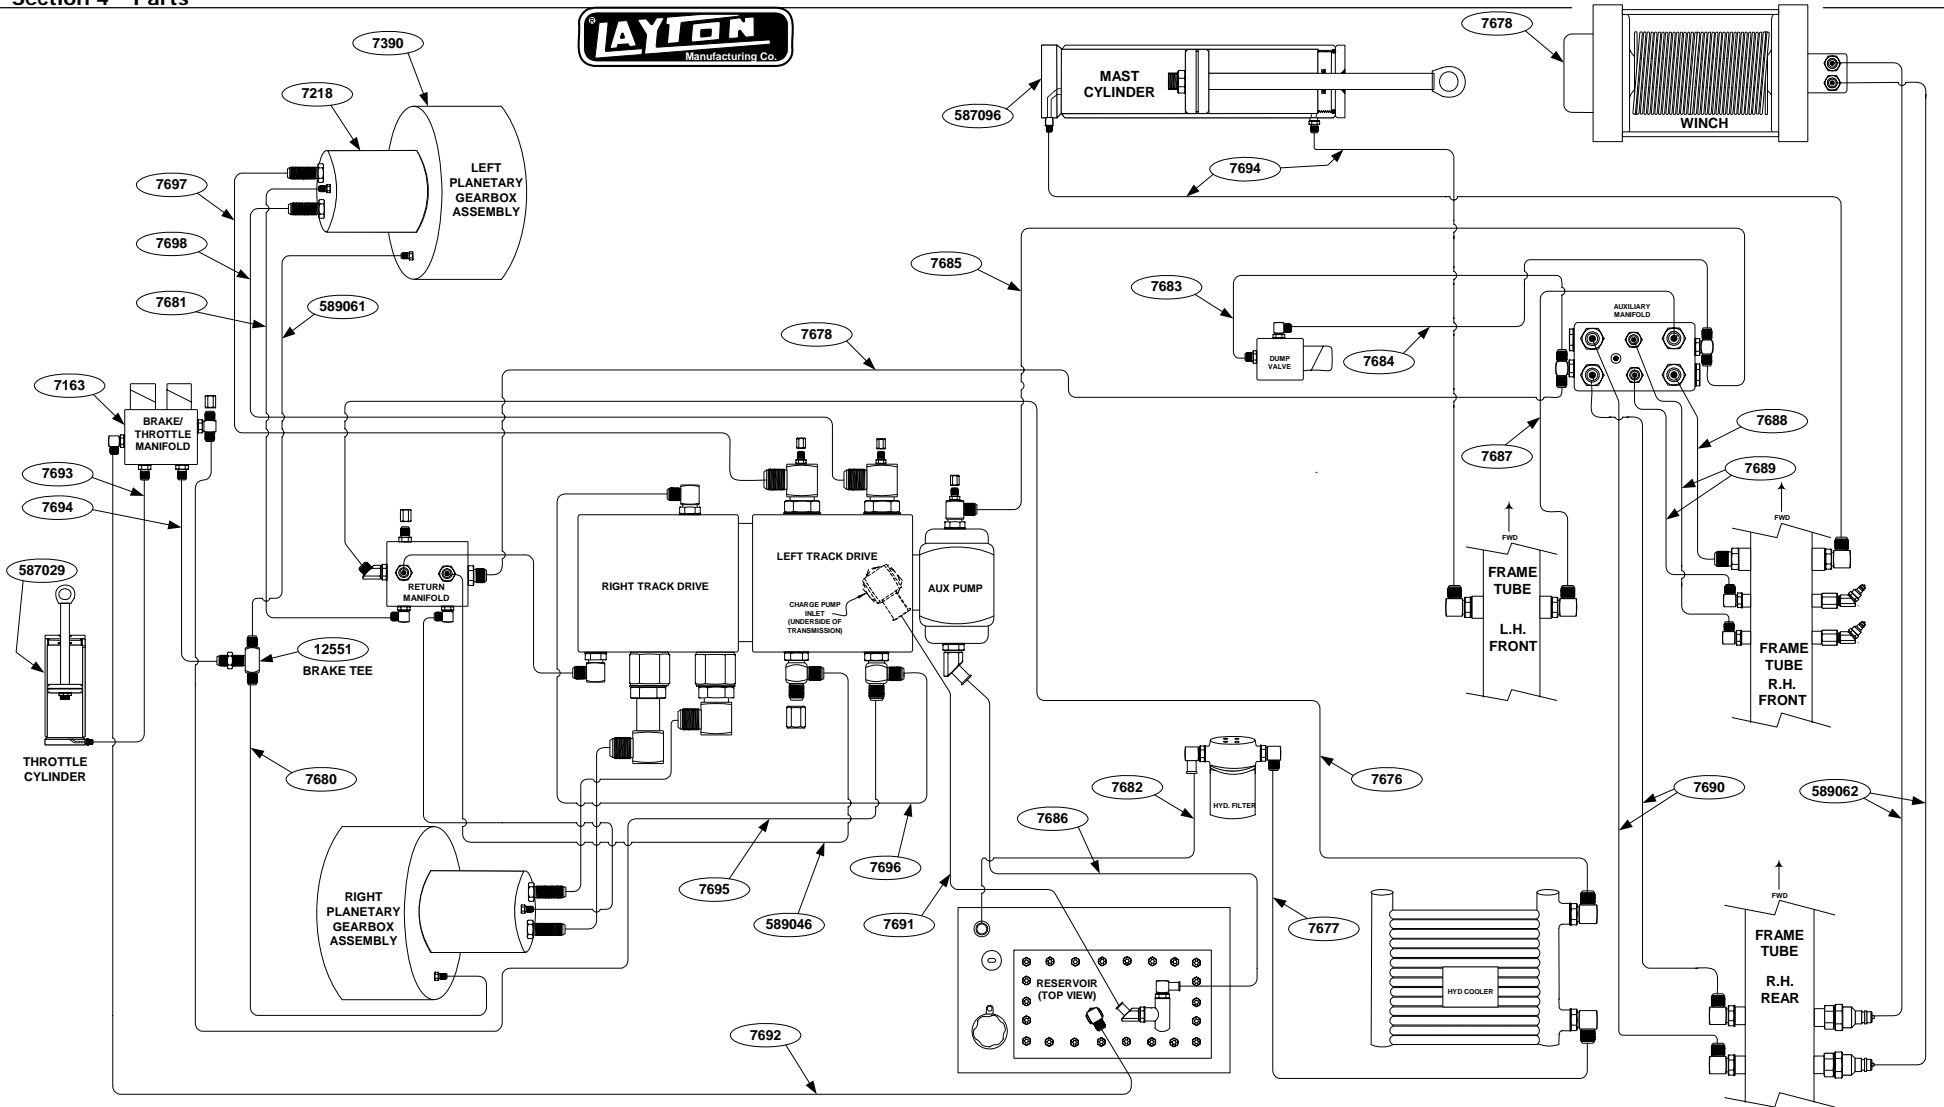 Section 4 – Parts
LAYTON
®
Manufacturing Co.
7390
7218
7697
7698
7681
589061
LEFT
PLANETARY
GEARBOX
ASSEMBLY
587096
MAST
CYLINDER
7678
WINCH
7694
7685
7683
DUMP
VALVE
7684
7678
AUXILIARY
MANIFOLD
7687
7688
7689
7163
BRAKE/
THROTTLE
MANIFOLD
7693
7694
587029
THROTTLE
CYLINDER
12551
BRAKE TEE
7680
RETURN
MANIFOLD
RIGHT TRACK DRIVE
LEFT TRACK DRIVE
CHARGE PUMP
INLET
(UNDERSIDE OF
TRANSMISSION)
AUX PUMP
FWD
FRAME
TUBE
L.H.
FRONT
FWD
FRAME
TUBE
R.H.
FRONT
7682
HYD. FILTER
7676
7690
589062
7686
7696
7695
589046
7691
7677
RIGHT
PLANETARY
GEARBOX
ASSEMBLY
RESERVOIR
(TOP VIEW)
HYD COOLER
FWD
FRAME
TUBE
R.H.
REAR
7692